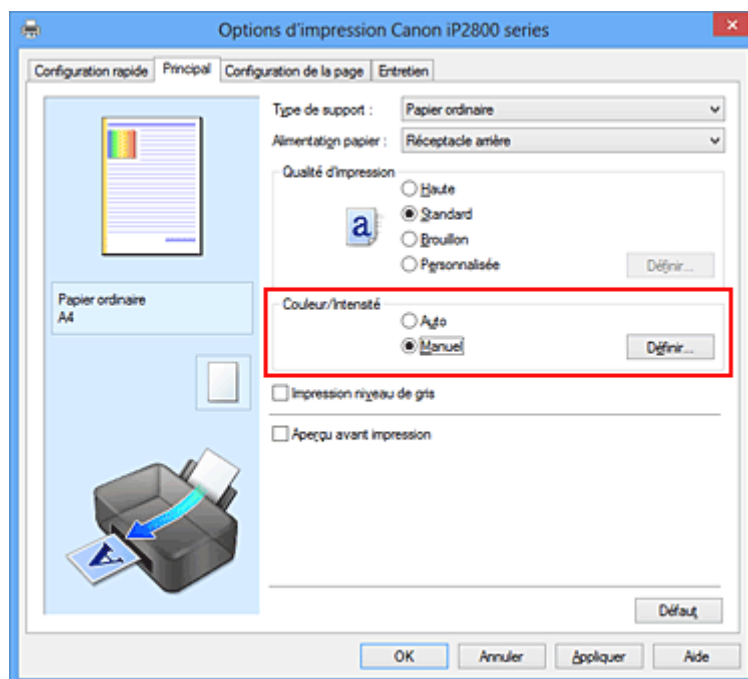 Options d'impression Canon iP2800 series
Configuration rapide Principal Configuration de la page Entretien
Type de support : Papier ordinaire
Alimentation papier : Réceptacle arrière
Qualité d'impression
Haute
a Standard
Brouillon
Personnalisée Définir...
Papier ordinaire
A4
Couleur/Intensité
Auto
Manuel Définir...
Impression niveau de gris
Aperçu avant impression
A
Défaut
OK Annuler Appliquer Aide